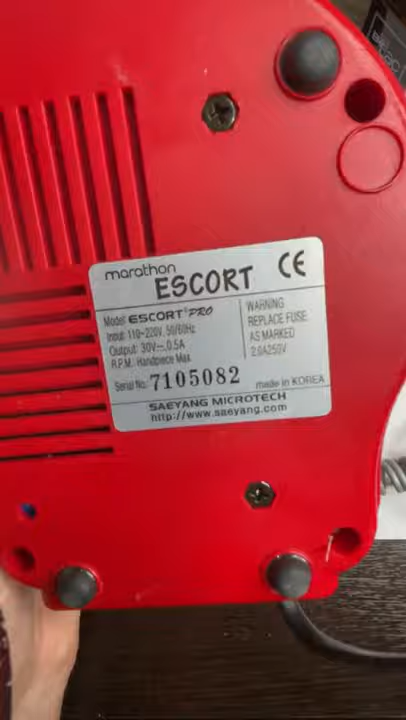 marathon
ESCORT CE
Model: ESCORT II PRO
Input: 110~220V, 50/60Hz
Output: 30V 0.5A
R.P.M.: Handpiece Max.
Serial No. 7105082
WARNING
REPLACE FUSE
AS MARKED
2.0A250V
made in KOREA
SAEYANG MICROTECH
http://www.saeyang.com